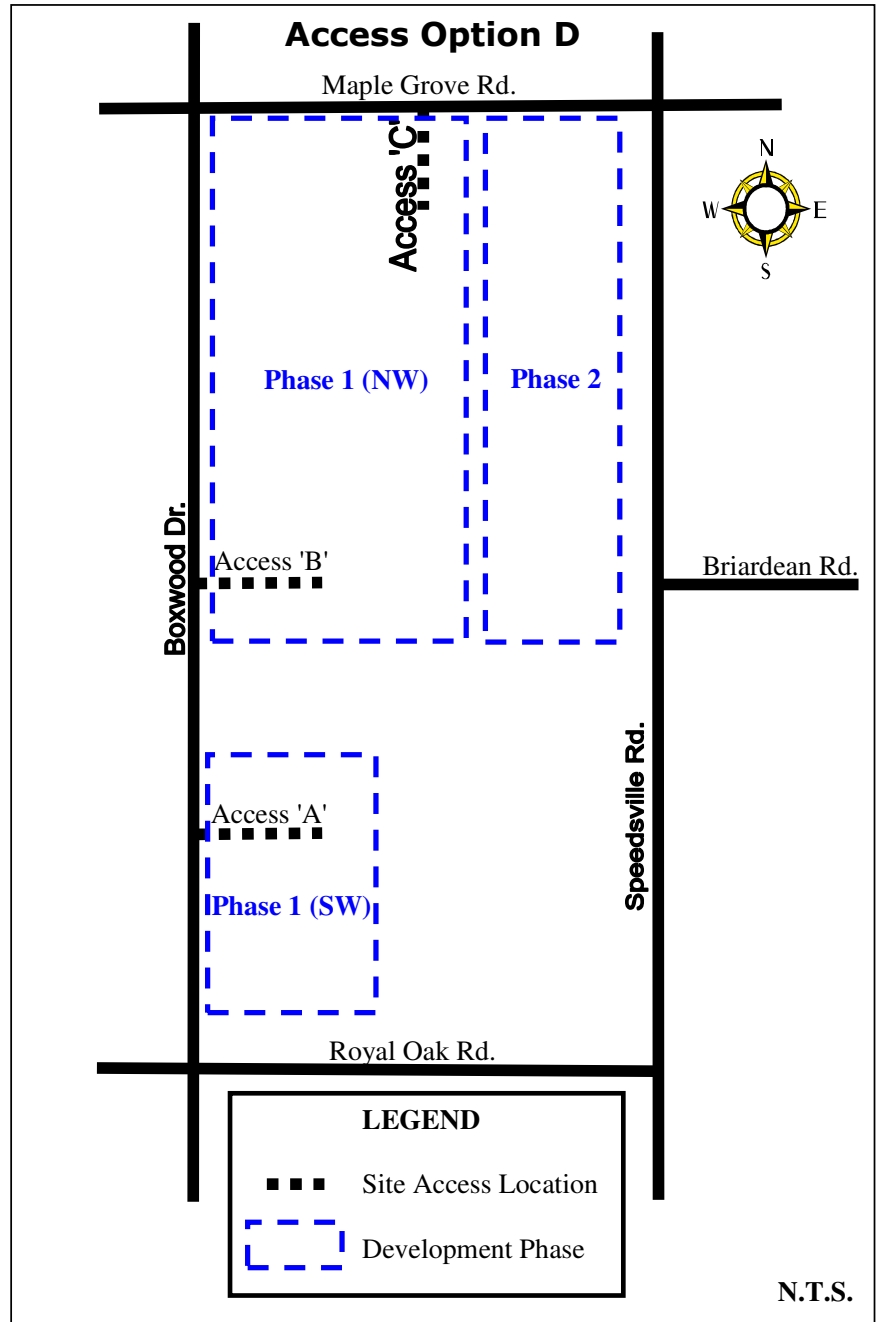 Access Option D
Maple Grove Rd.
Access 'C'
N
W
E
S
Phase 1 (NW)
Phase 2
Boxwood Dr.
Access 'B'
Briardean Rd.
Access 'A'
Speedsville Rd.
Phase 1 (SW)
Royal Oak Rd.
LEGEND
Site Access Location
Development Phase
N.T.S.